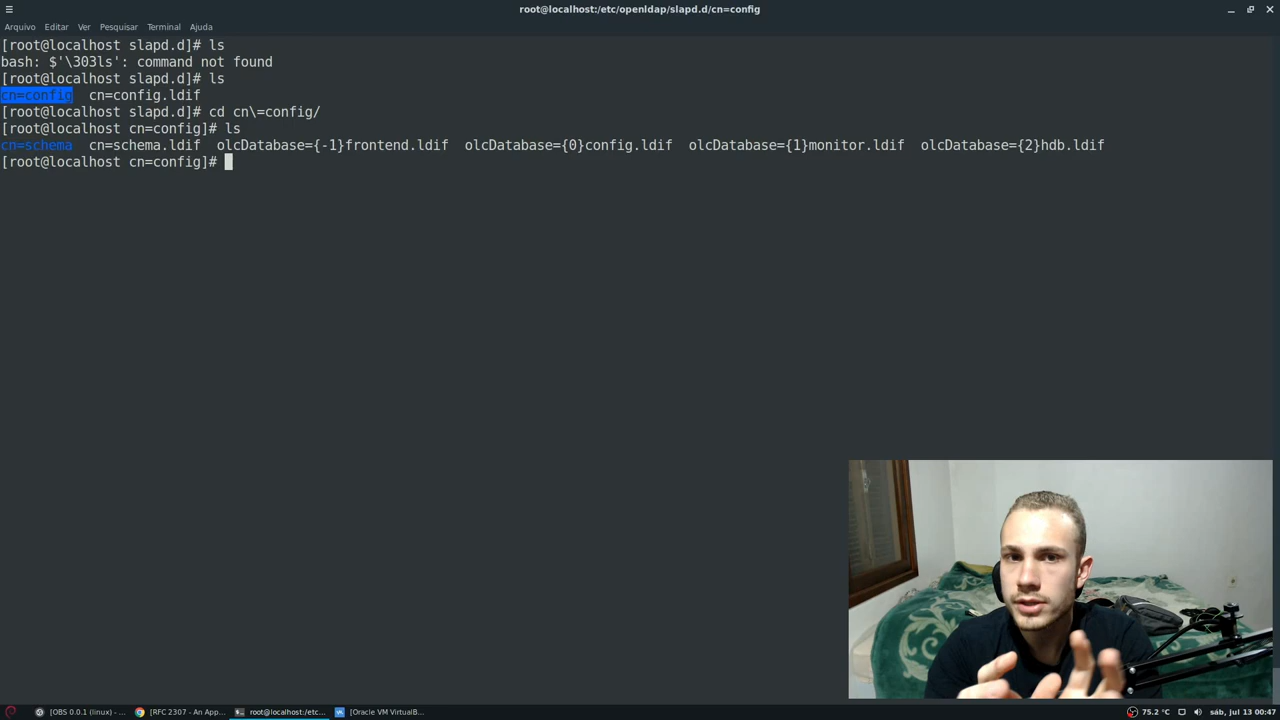 root@localhost:/etc/openldap/slapd.d/cn=config
Arquivo Editar Ver Pesquisar Terminal Ajuda
[root@localhost slapd.d]# ls
bash: $'\303ls': command not found
[root@localhost slapd.d]# ls
cn=config  cn=config.ldif
[root@localhost slapd.d]# cd cn\=config/
[root@localhost cn=config]# ls
cn=schema  cn=schema.ldif  olcDatabase={-1}frontend.ldif  olcDatabase={0}config.ldif  olcDatabase={1}monitor.ldif  olcDatabase={2}hdb.ldif
[root@localhost cn=config]#
[OBS 0.0.1 (linux) - ... [RFC 2307 - An App... root@localhost:/etc... [Oracle VM VirtualB... 75.2 °C sáb, jul 13 00:47